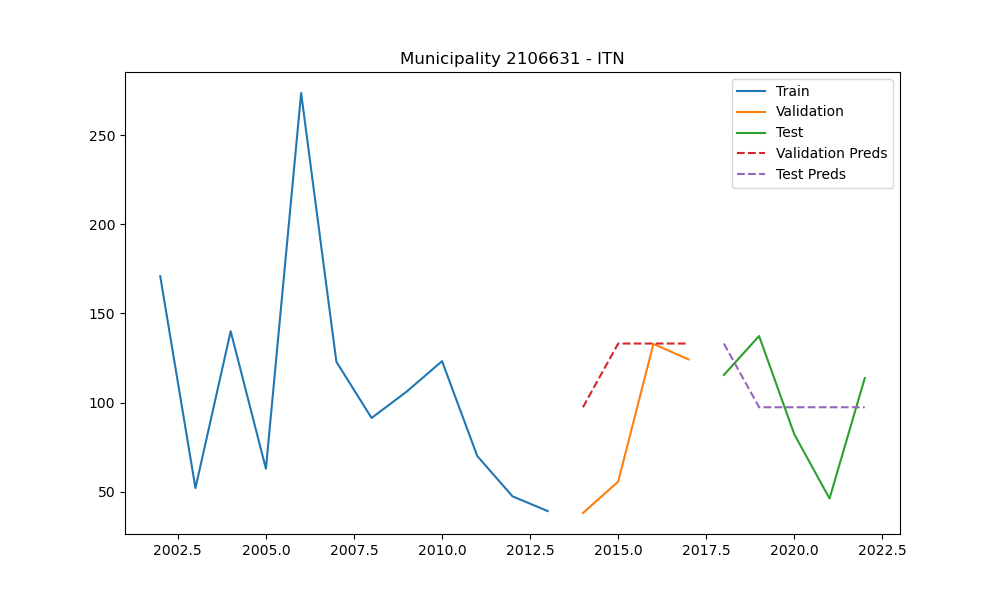 Municipality 2106631 - ITN
Train
Validation
Test
Validation Preds
Test Preds
250
200
150
100
50
2002.5 2005.0 2007.5 2010.0 2012.5 2015.0 2017.5 2020.0 2022.5